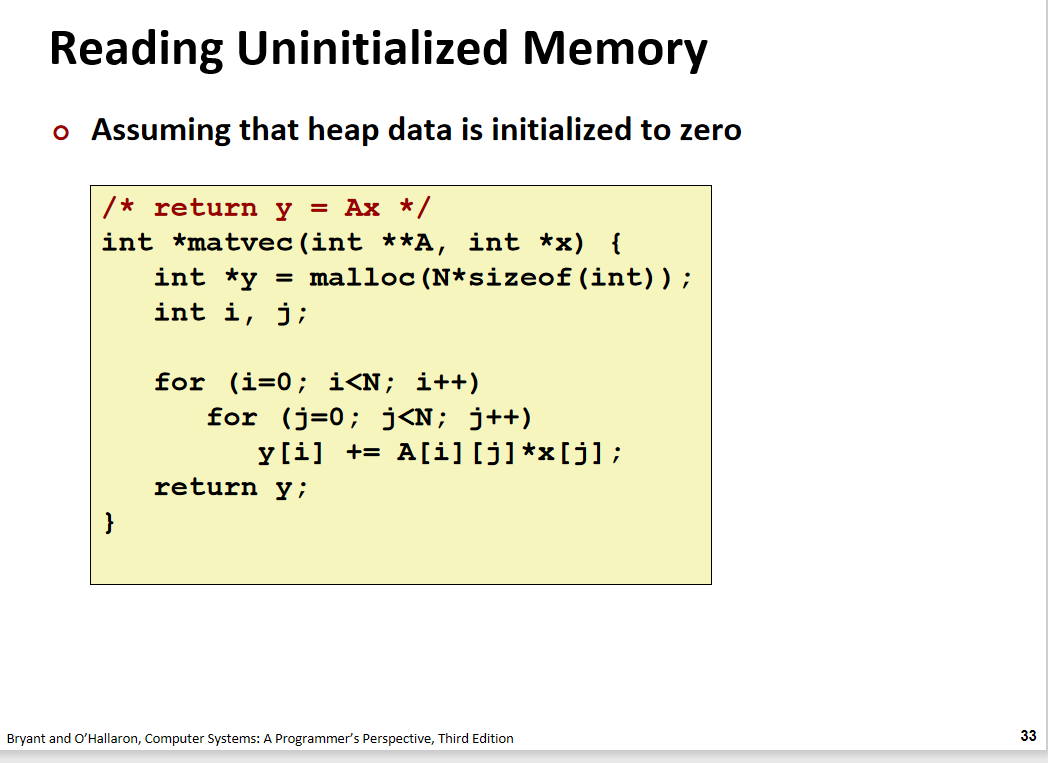 Reading Uninitialized Memory
Assuming that heap data is initialized to zero
/* return y = Ax */
int *matvec(int **A, int *x) {
   int *y = malloc(N*sizeof(int));
   int i, j;

   for (i=0; i<N; i++)
      for (j=0; j<N; j++)
         y[i] += A[i][j]*x[j];
   return y;
}
Bryant and O'Hallaron, Computer Systems: A Programmer's Perspective, Third Edition
33